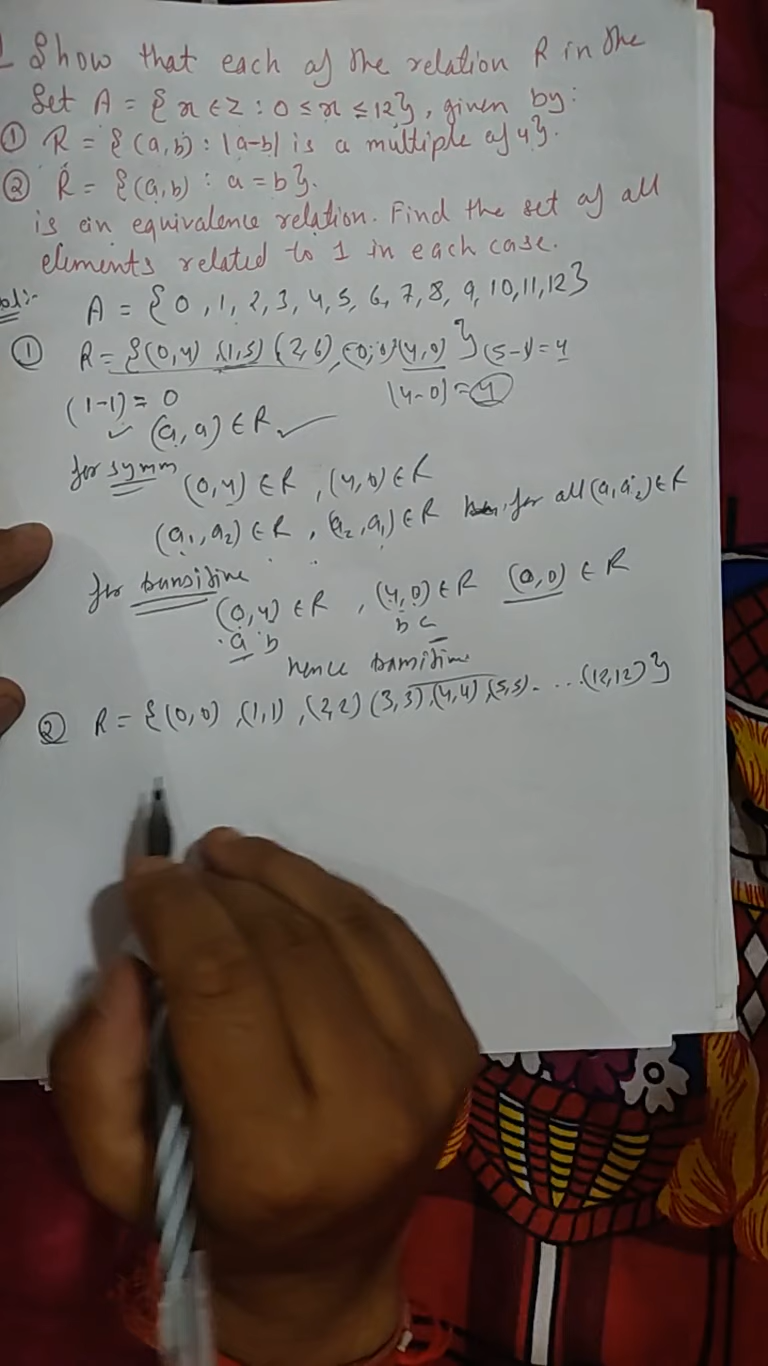 Show that each of the relation R in the
Set A = { x ∈ Z : 0 ≤ x ≤ 12}, given by:
① R = { (a,b) : |a-b| is a multiple of 4}.
② R = { (a,b) : a = b}.
is an equivalence relation. Find the set of all
elements related to 1 in each case.
A = { 0, 1, 2, 3, 4, 5, 6, 7, 8, 9, 10, 11, 12 }
① R = {(0,4) (1,5) (2,6), (0,0) (4,0) } (5-1) = 4
(1-1) = 0 |4-0| = 4
(a, a) ∈ R
for symm (0,4) ∈ R , (4,0) ∈ R
(a₁, a₂) ∈ R , (a₂, a₁) ∈ R for all (a₁, a₂) ∈ R
for transitive (0,4) ∈ R , (4,0) ∈ R (0,0) ∈ R
a b b c
hence transitive
② R = { (0,0) , (1,1) , (2,2) (3,3) , (4,4) , (5,5) - ... (12,12) }